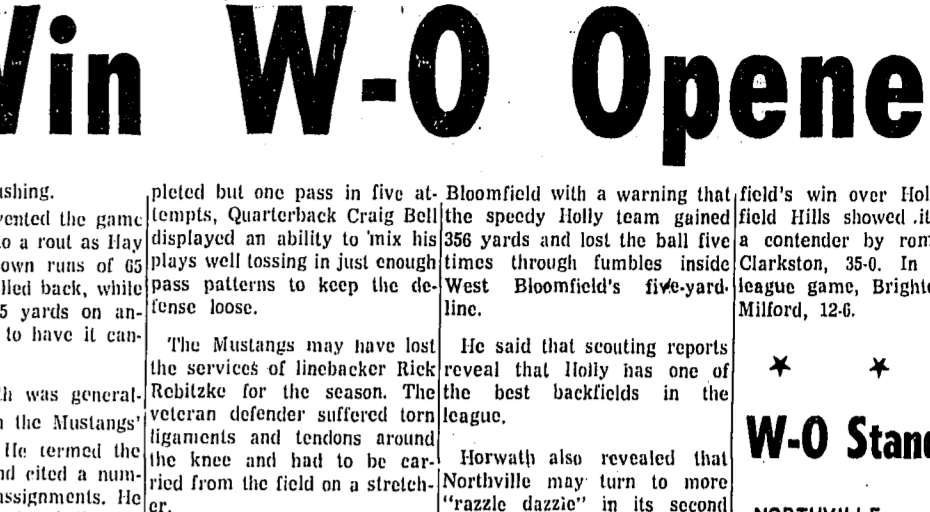 Win W-O Opene
ushing.
vented the game
o a rout as Hay
own runs of 65
lled back, while
5 yards on an-
to have it can-
h was general-
n the Mustangs'
He termed the
nd cited a num-
assignments. He
pleted but one pass in five at-
tempts, Quarterback Craig Bell
displayed an ability to 'mix his
plays well tossing in just enough
pass patterns to keep the de-
fense loose.
The Mustangs may have lost
the services of linebacker Rick
Rebitzke for the season. The
veteran defender suffered torn
ligaments and tendons around
the knee and had to be car-
ried from the field on a stretch-
er.
Bloomfield with a warning that
the speedy Holly team gained
356 yards and lost the ball five
times through fumbles inside
West Bloomfield's five-yard-
line.
He said that scouting reports
reveal that Holly has one of
the best backfields in the
league.
Horwath also revealed that
Northville may turn to more
"razzle dazzle" in its second
field's win over Hol
field Hills showed .it
a contender by rom
Clarkston, 35-0. In
league game, Bright
Milford, 12-6.
W-O Stan
NORTHVILLE